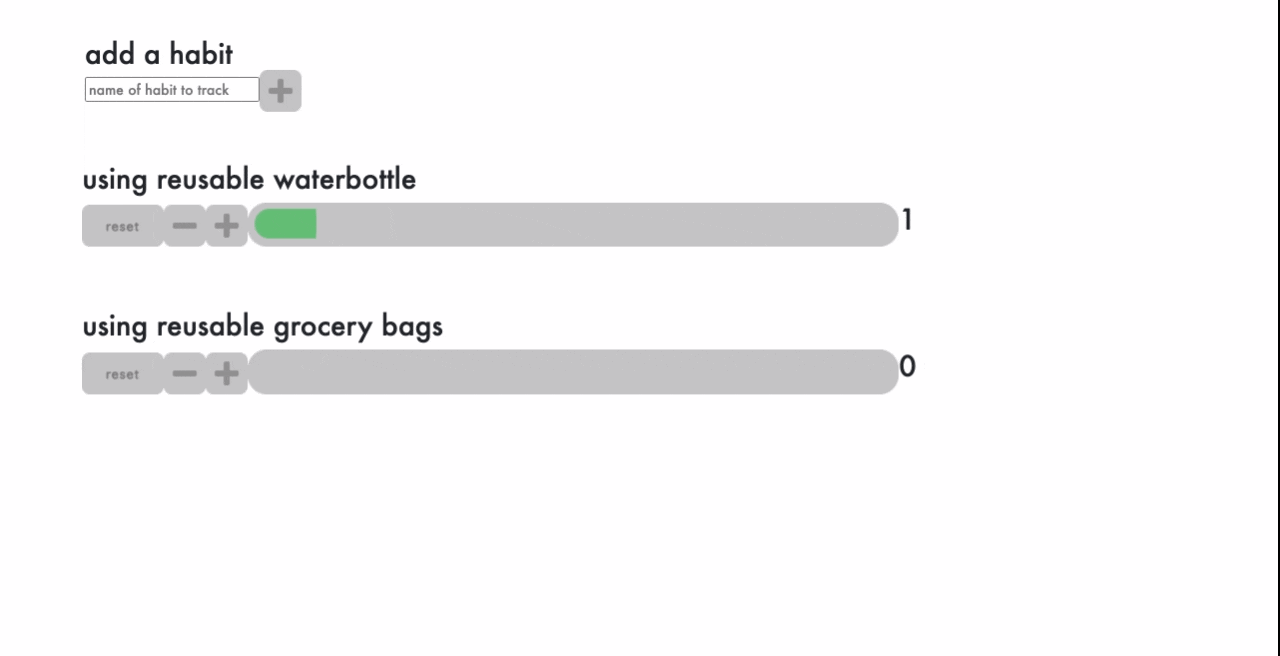 add a habit
name of habit to track
using reusable waterbottle
reset
1
using reusable grocery bags
reset
0